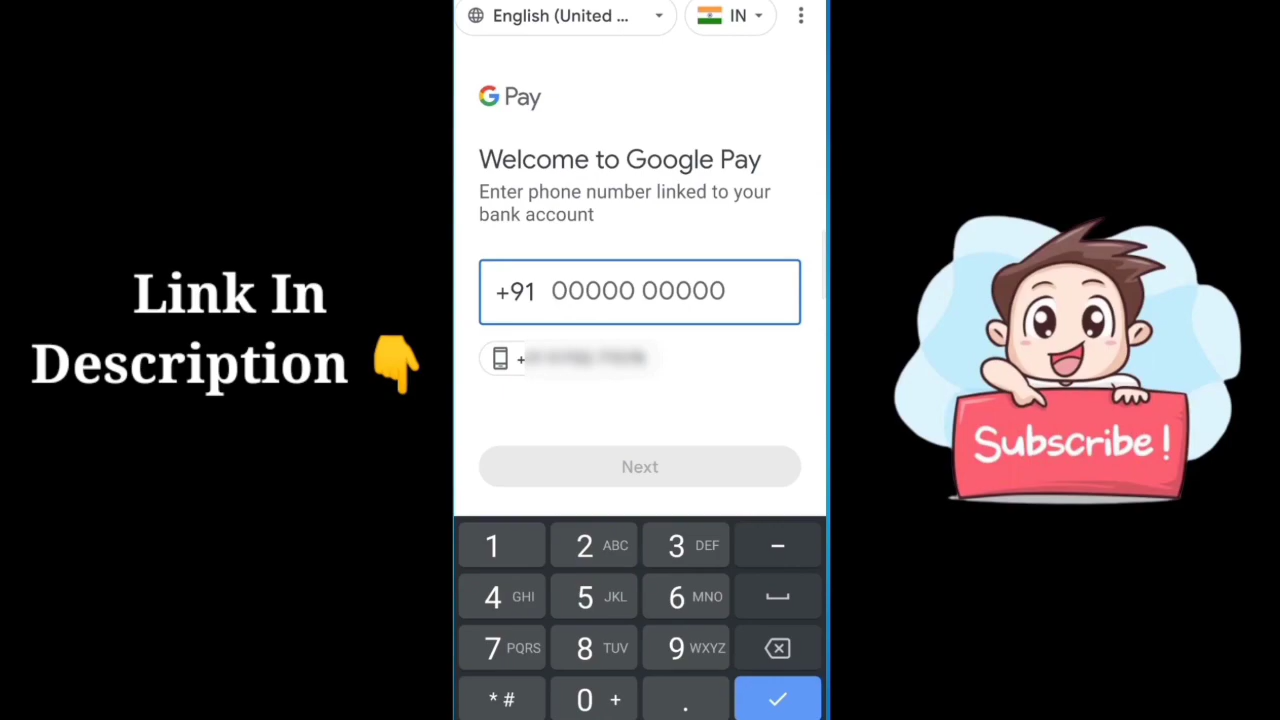 English (United ...
IN
G Pay
Welcome to Google Pay
Enter phone number linked to your
bank account
+91 00000 00000
+
Next
Link In
Description 👇
Subscribe !
1
2 ABC
3 DEF
–
4 GHI
5 JKL
6 MNO
7 PQRS
8 TUV
9 WXYZ
* #
0 +
.